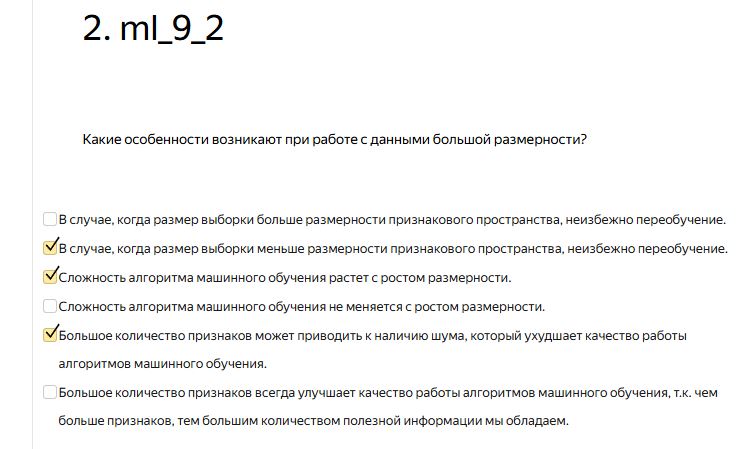 2. ml_9_2
Какие особенности возникают при работе с данными большой размерности?
В случае, когда размер выборки больше размерности признакового пространства, неизбежно переобучение.
В случае, когда размер выборки меньше размерности признакового пространства, неизбежно переобучение.
Сложность алгоритма машинного обучения растет с ростом размерности.
Сложность алгоритма машинного обучения не меняется с ростом размерности.
Большое количество признаков может приводить к наличию шума, который ухудшает качество работы
алгоритмов машинного обучения.
Большое количество признаков всегда улучшает качество работы алгоритмов машинного обучения, т.к. чем
больше признаков, тем большим количеством полезной информации мы обладаем.